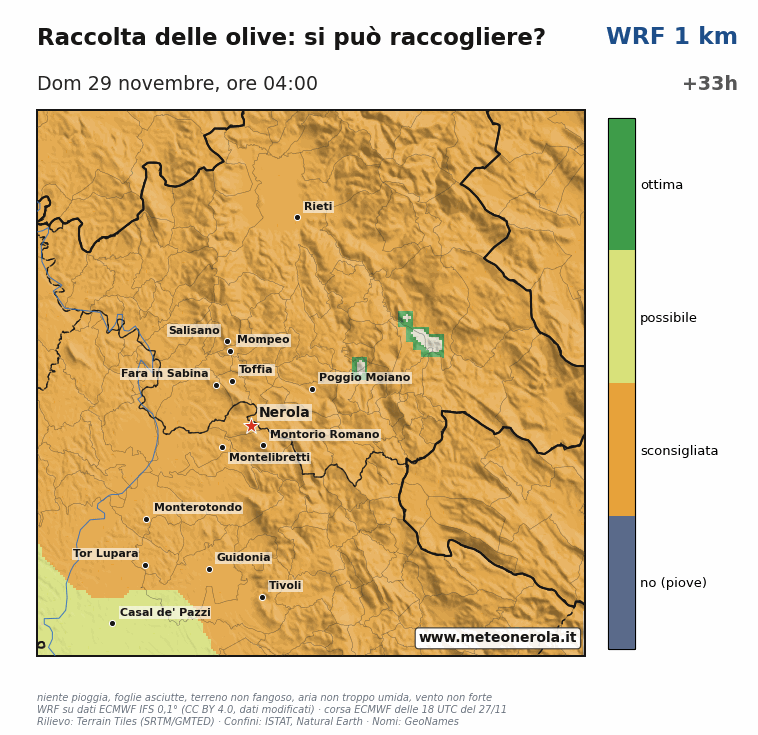 Raccolta delle olive: si può raccogliere?
WRF 1 km
Dom 29 novembre, ore 04:00
+33h
ottima
Rieti
possibile
Salisano
Mompeo
Toffia
Fara in Sabina
Poggio Moiano
Nerola
Montorio Romano
sconsigliata
Montelibretti
Monterotondo
Tor Lupara
Guidonia
no (piove)
Tivoli
Casal de' Pazzi
www.meteonerola.it
niente pioggia, foglie asciutte, terreno non fangoso, aria non troppo umida, vento non forte
WRF su dati ECMWF IFS 0,1° (CC BY 4.0, dati modificati) · corsa ECMWF delle 18 UTC del 27/11
Rilievo: Terrain Tiles (SRTM/GMTED) · Confini: ISTAT, Natural Earth · Nomi: GeoNames